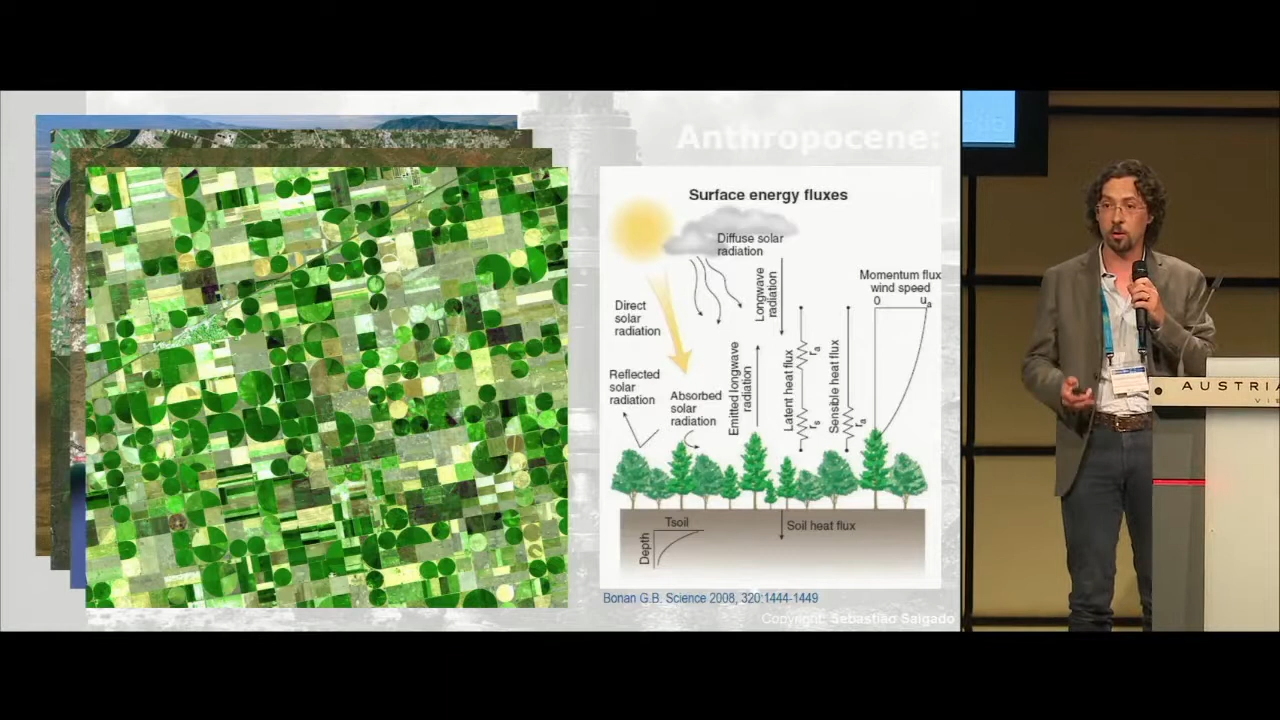 Anthropocene:
Surface energy fluxes
Diffuse solar
radiation
Longwave
radiation
Momentum flux
wind speed
0
uₐ
Direct
solar
radiation
Reflected
solar
radiation
Absorbed
solar
radiation
Emitted longwave
radiation
Latent heat flux
rₐ
rₛ
Sensible heat flux
rₐ
Tsoil
Depth
Soil heat flux
Bonan G.B. Science 2008, 320:1444-1449
Copyright: Sebastião Salgado
AUSTRIA